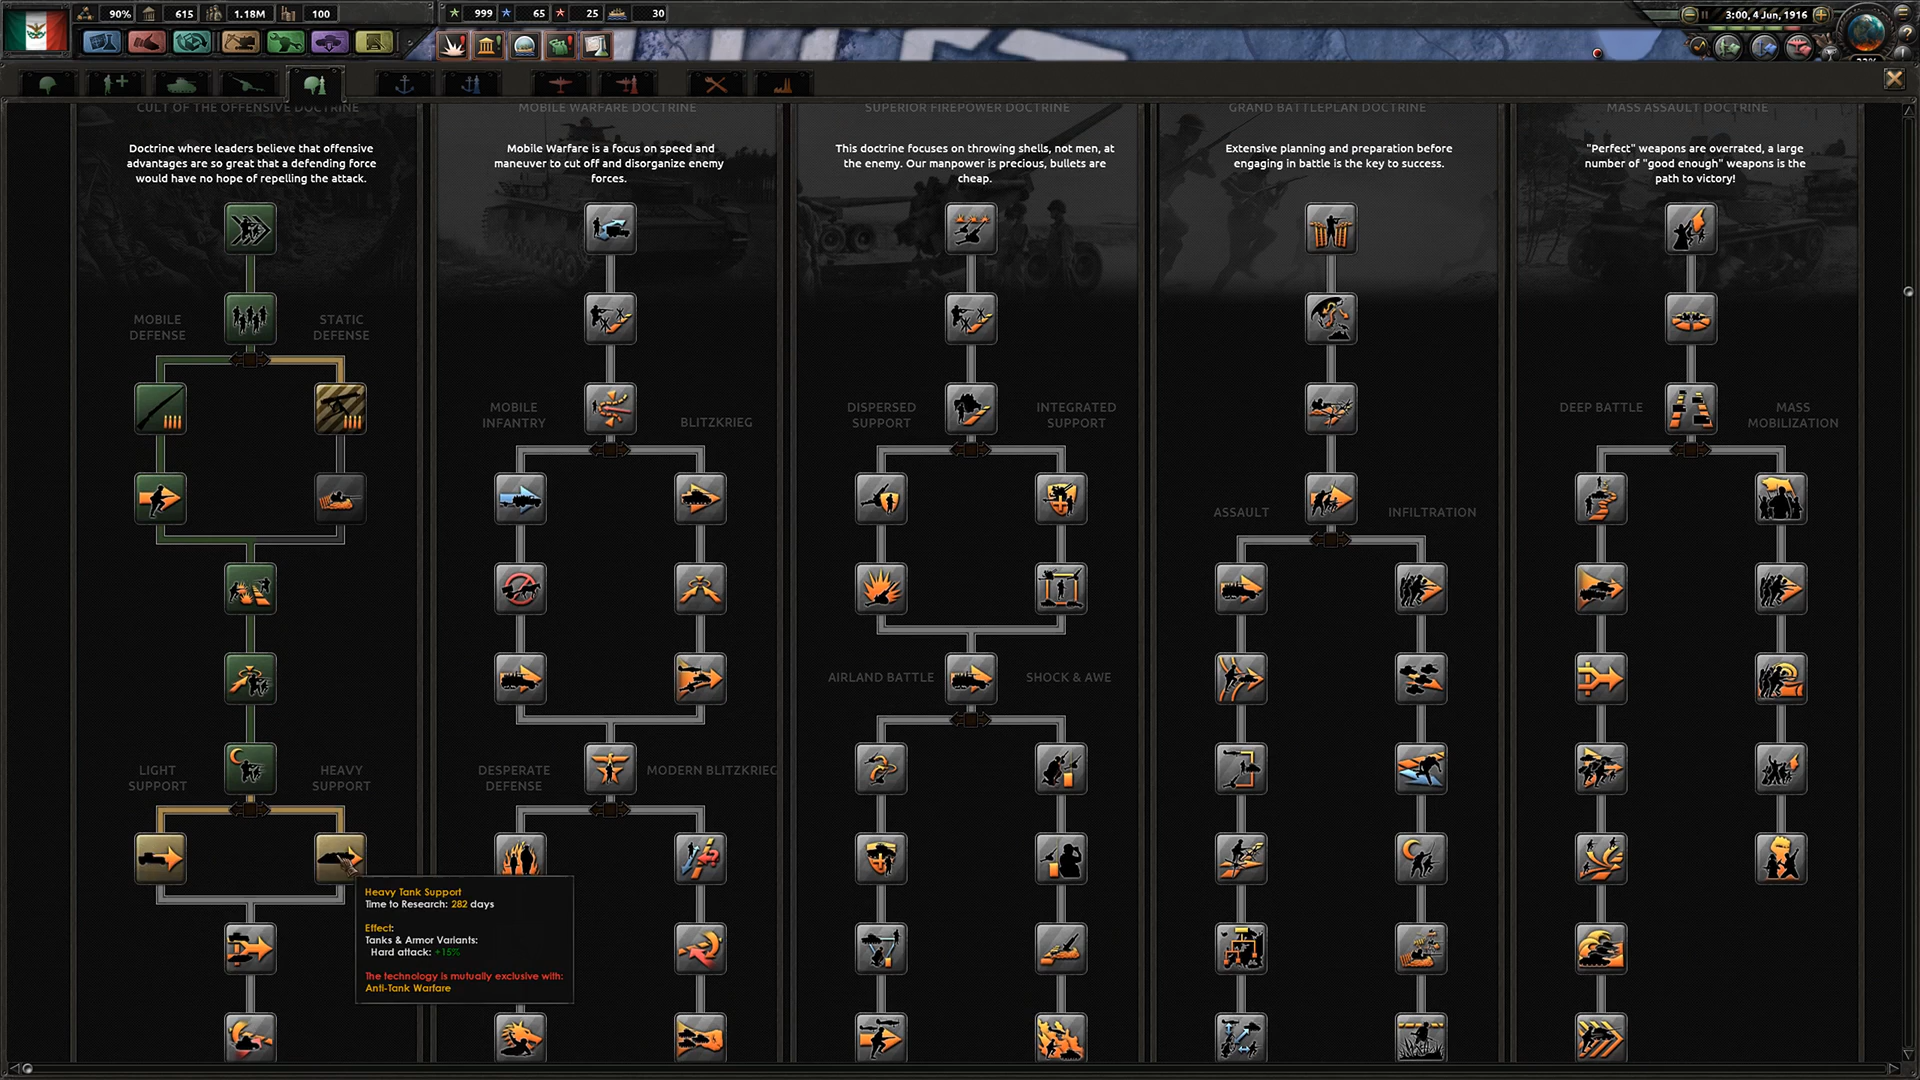 90%
615
1.18M
100
999
65
25
30
3:00, 4 Jun, 1916
CULT OF THE OFFENSIVE DOCTRINE
Doctrine where leaders believe that offensive
advantages are so great that a defending force
would have no hope of repelling the attack.
MOBILE
DEFENSE
STATIC
DEFENSE
LIGHT
SUPPORT
HEAVY
SUPPORT
MOBILE WARFARE DOCTRINE
Mobile Warfare is a focus on speed and
maneuver to cut off and disorganize enemy
forces.
MOBILE
INFANTRY
BLITZKRIEG
DESPERATE
DEFENSE
MODERN BLITZKRIEG
SUPERIOR FIREPOWER DOCTRINE
This doctrine focuses on throwing shells, not men, at
the enemy. Our manpower is precious, bullets are
cheap.
DISPERSED
SUPPORT
INTEGRATED
SUPPORT
AIRLAND BATTLE
SHOCK & AWE
GRAND BATTLEPLAN DOCTRINE
Extensive planning and preparation before
engaging in battle is the key to success.
ASSAULT
INFILTRATION
MASS ASSAULT DOCTRINE
"Perfect" weapons are overrated, a large
number of "good enough" weapons is the
path to victory!
DEEP BATTLE
MASS
MOBILIZATION
Heavy Tank Support
Time to Research: 282 days
Effect:
Tanks & Armor Variants:
Hard attack: +15%
The technology is mutually exclusive with:
Anti-Tank Warfare